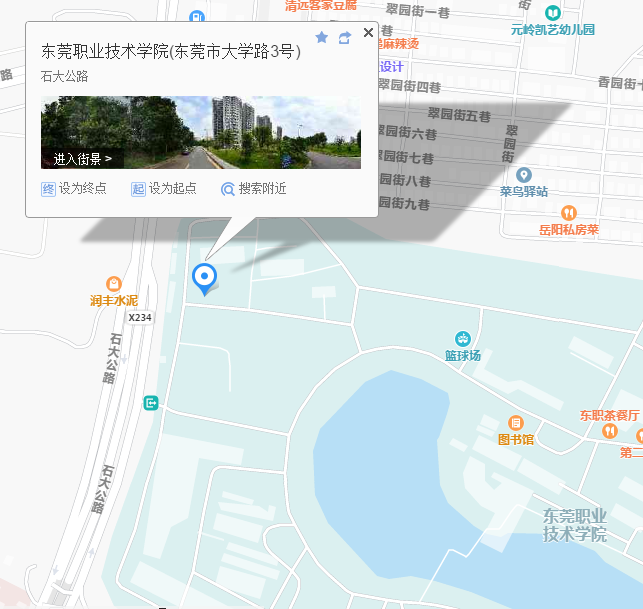 清远客家豆腐
翠园街一巷
街
元岭凯艺幼儿园
东莞职业技术学院(东莞市大学路3号)
石大公路
麻辣烫
设计
路
翠园街四巷
香园街十
翠园街五巷
园街六巷
翠园街
园街七巷
进入街景 >
园街八巷
菜鸟驿站
终 设为终点
起 设为起点
搜索附近
园街九巷
岳阳私房菜
润丰水泥
X234
石大公路
篮球场
东职茶餐厅
图书馆
第二
石大公路
东莞职业
技术学院